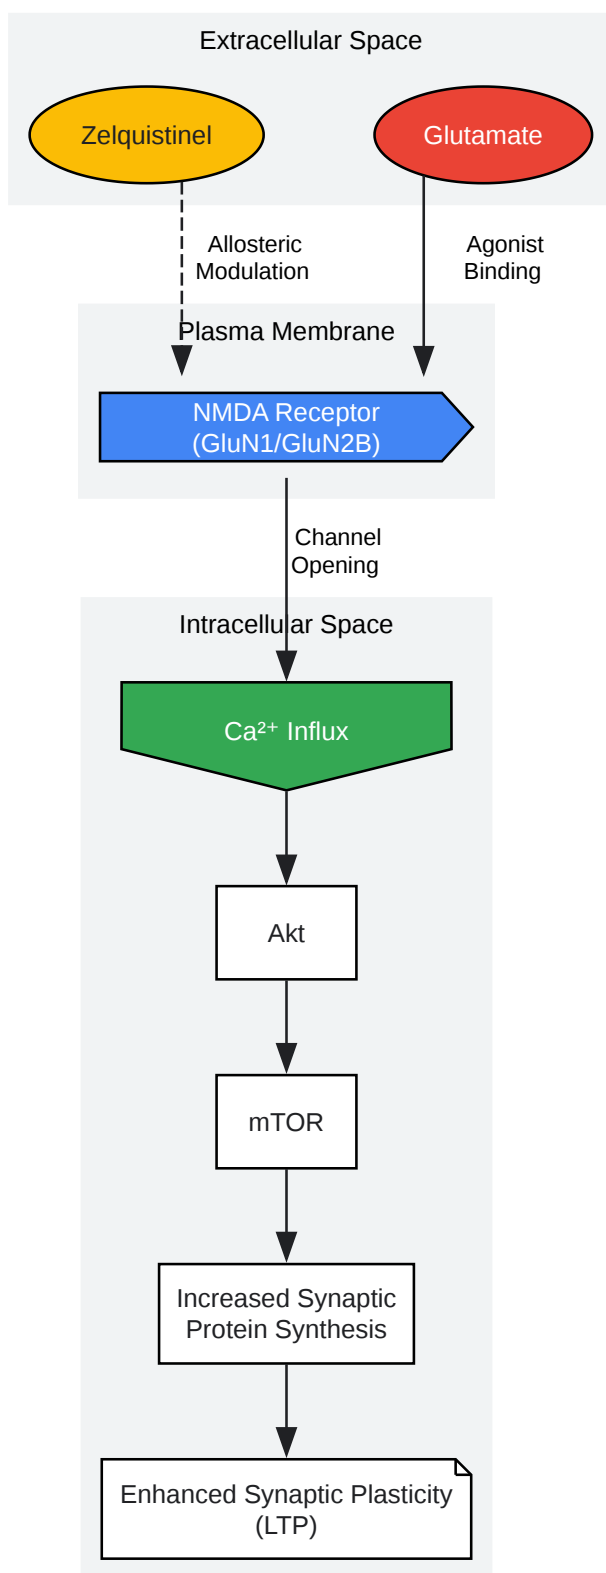 Extracellular Space
Zelquistinel
Glutamate
Allosteric
Modulation
Agonist
Binding
Plasma Membrane
NMDA Receptor
(GluN1/GluN2B)
Channel
Opening
Intracellular Space
Ca²⁺ Influx
Akt
mTOR
Increased Synaptic
Protein Synthesis
Enhanced Synaptic Plasticity
(LTP)